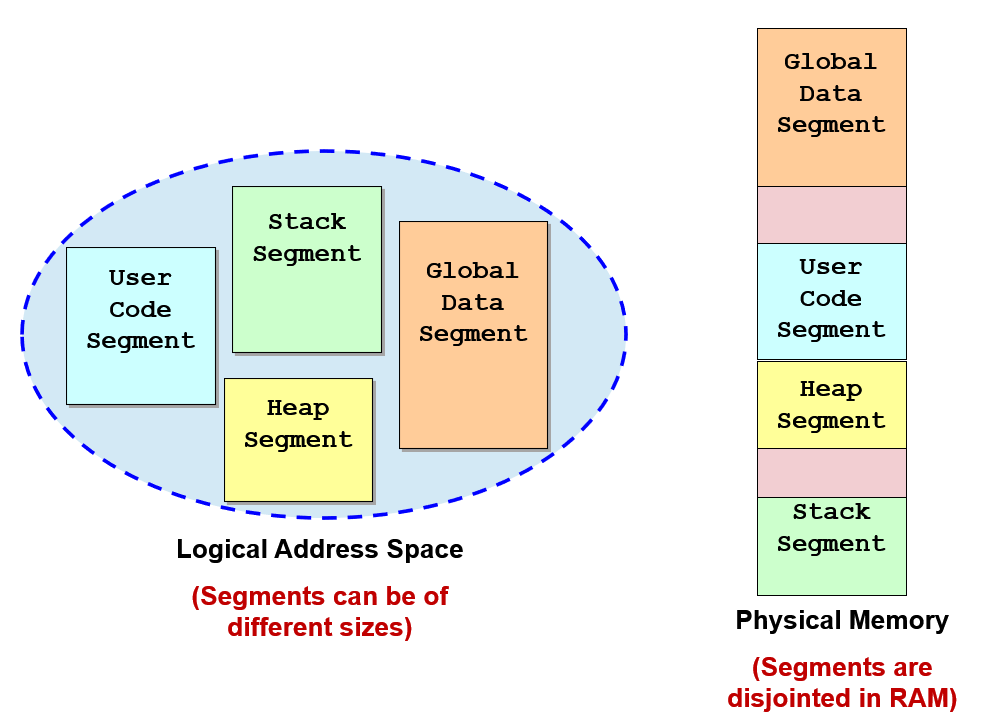 User
Code
Segment
Stack
Segment
Global
Data
Segment
Heap
Segment
Logical Address Space
(Segments can be of
different sizes)
Global
Data
Segment
User
Code
Segment
Heap
Segment
Stack
Segment
Physical Memory
(Segments are
disjointed in RAM)